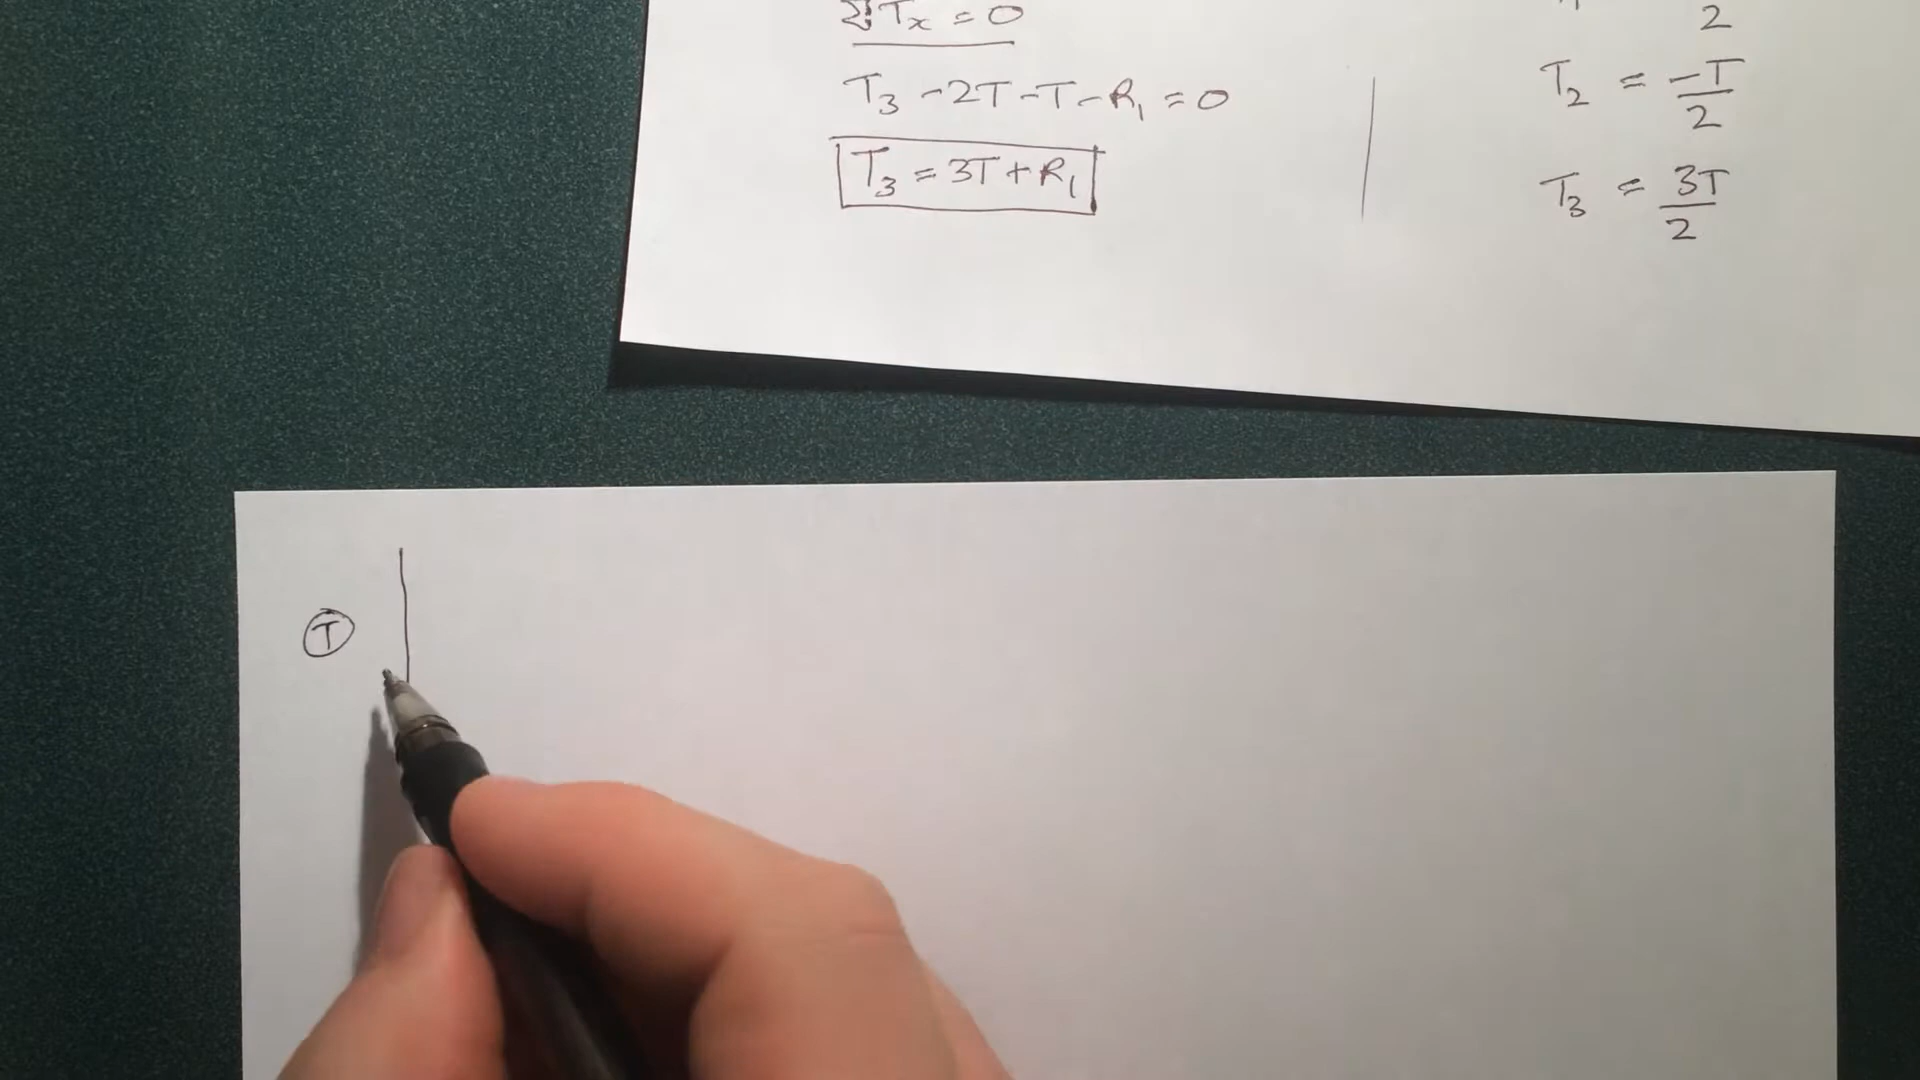 ΣTx = 0
T3 - 2T - T - R1 = 0
T3 = 3T + R1
2
T2 = -T/2
T3 = 3T/2
T